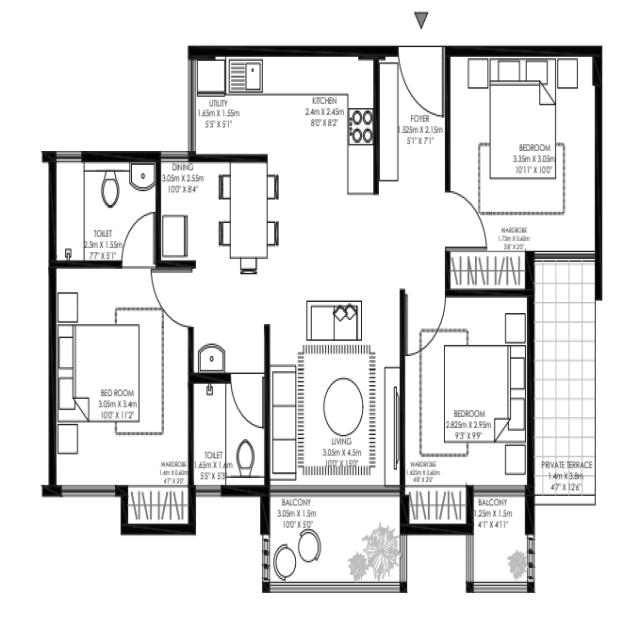 UTILITY
1.65m X 1.55m
5'5" X 5'1"
KITCHEN
2.4m X 2.45m
8'0" X 8'2"
FOYER
1.525m X 2.15m
5'1" X 7'1"
BEDROOM
3.35m X 3.05m
10'11" X 10'0"
DINING
3.05m X 2.55m
10'0" X 8'4"
TOILET
2.3m X 1.55m
7'7" X 5'1"
WARDROBE
1.73m X 0.60m
5'8" X 2'0"
BED ROOM
3.05m X 3.4m
10'0" X 11'2"
WARDROBE
1.4m X 0.60m
4'7" X 2'0"
TOILET
1.65m X 1.6m
5'5" X 5'3"
LIVING
3.05m X 4.5m
10'0" X 15'0"
BEDROOM
2.825m X 2.95m
9'3" X 9'9"
WARDROBE
1.425m X 0.60m
4'8" X 2'0"
PRIVATE TERRACE
1.4m X 3.8m
4'7" X 12'6"
BALCONY
3.05m X 1.5m
10'0" X 5'0"
BALCONY
1.25m X 1.5m
4'1" X 4'11"